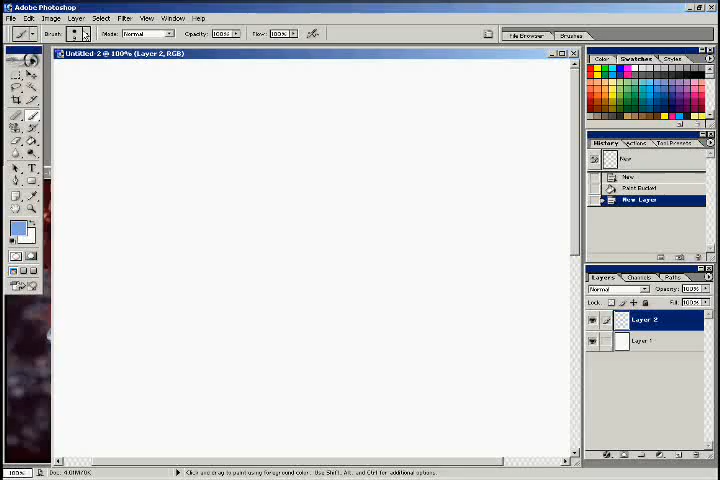 Adobe Photoshop
File Edit Image Layer Select Filter View Window Help
Brush: 9 Mode: Normal Opacity: 100% Flow: 100% File Browser Brushes
Untitled-2 @ 100% (Layer 2, RGB)
Color Swatches Styles
History Actions Tool Presets
New
New
Paint Bucket
New Layer
Layers Channels Paths
Normal Opacity: 100%
Lock: Fill: 100%
Layer 2
Layer 1
100% Doc: 4.01M/0K Click and drag to paint using foreground color. Use Shift, Alt, and Ctrl for additional options.